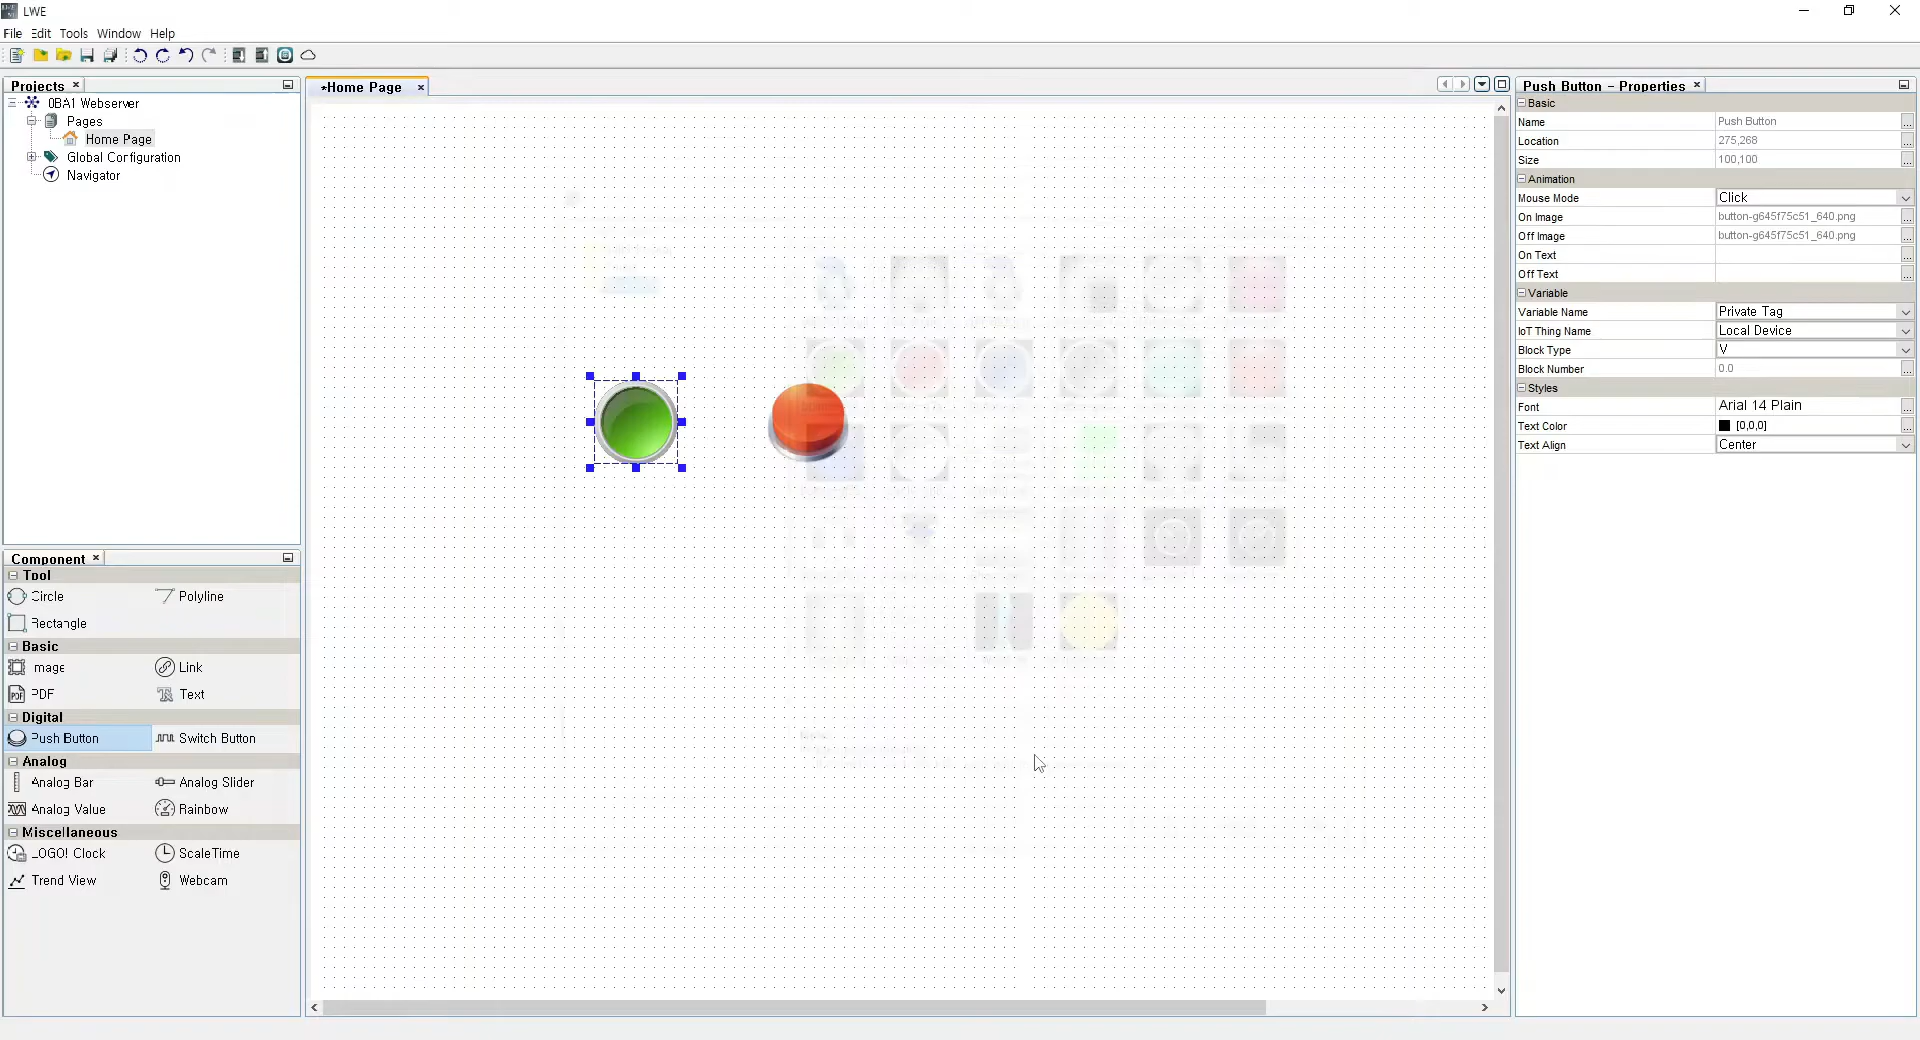 LWE
File Edit Tools Window Help
Projects
0BA1 Webserver
Pages
Home Page
Global Configuration
Navigator
Component
Tool
Circle Polyline
Rectangle
Basic
Image Link
PDF Text
Digital
Push Button Switch Button
Analog
Analog Bar Analog Slider
Analog Value Rainbow
Miscellaneous
LOGO! Clock ScaleTime
Trend View Webcam
*Home Page
Push Button - Properties
Basic
Name Push Button
Location 275,268
Size 100,100
Animation
Mouse Mode Click
On Image button-g645f75c51_640.png
Off Image button-g645f75c51_640.png
On Text
Off Text
Variable
Variable Name Private Tag
IoT Thing Name Local Device
Block Type V
Block Number 0.0
Styles
Font Arial 14 Plain
Text Color [0,0,0]
Text Align Center